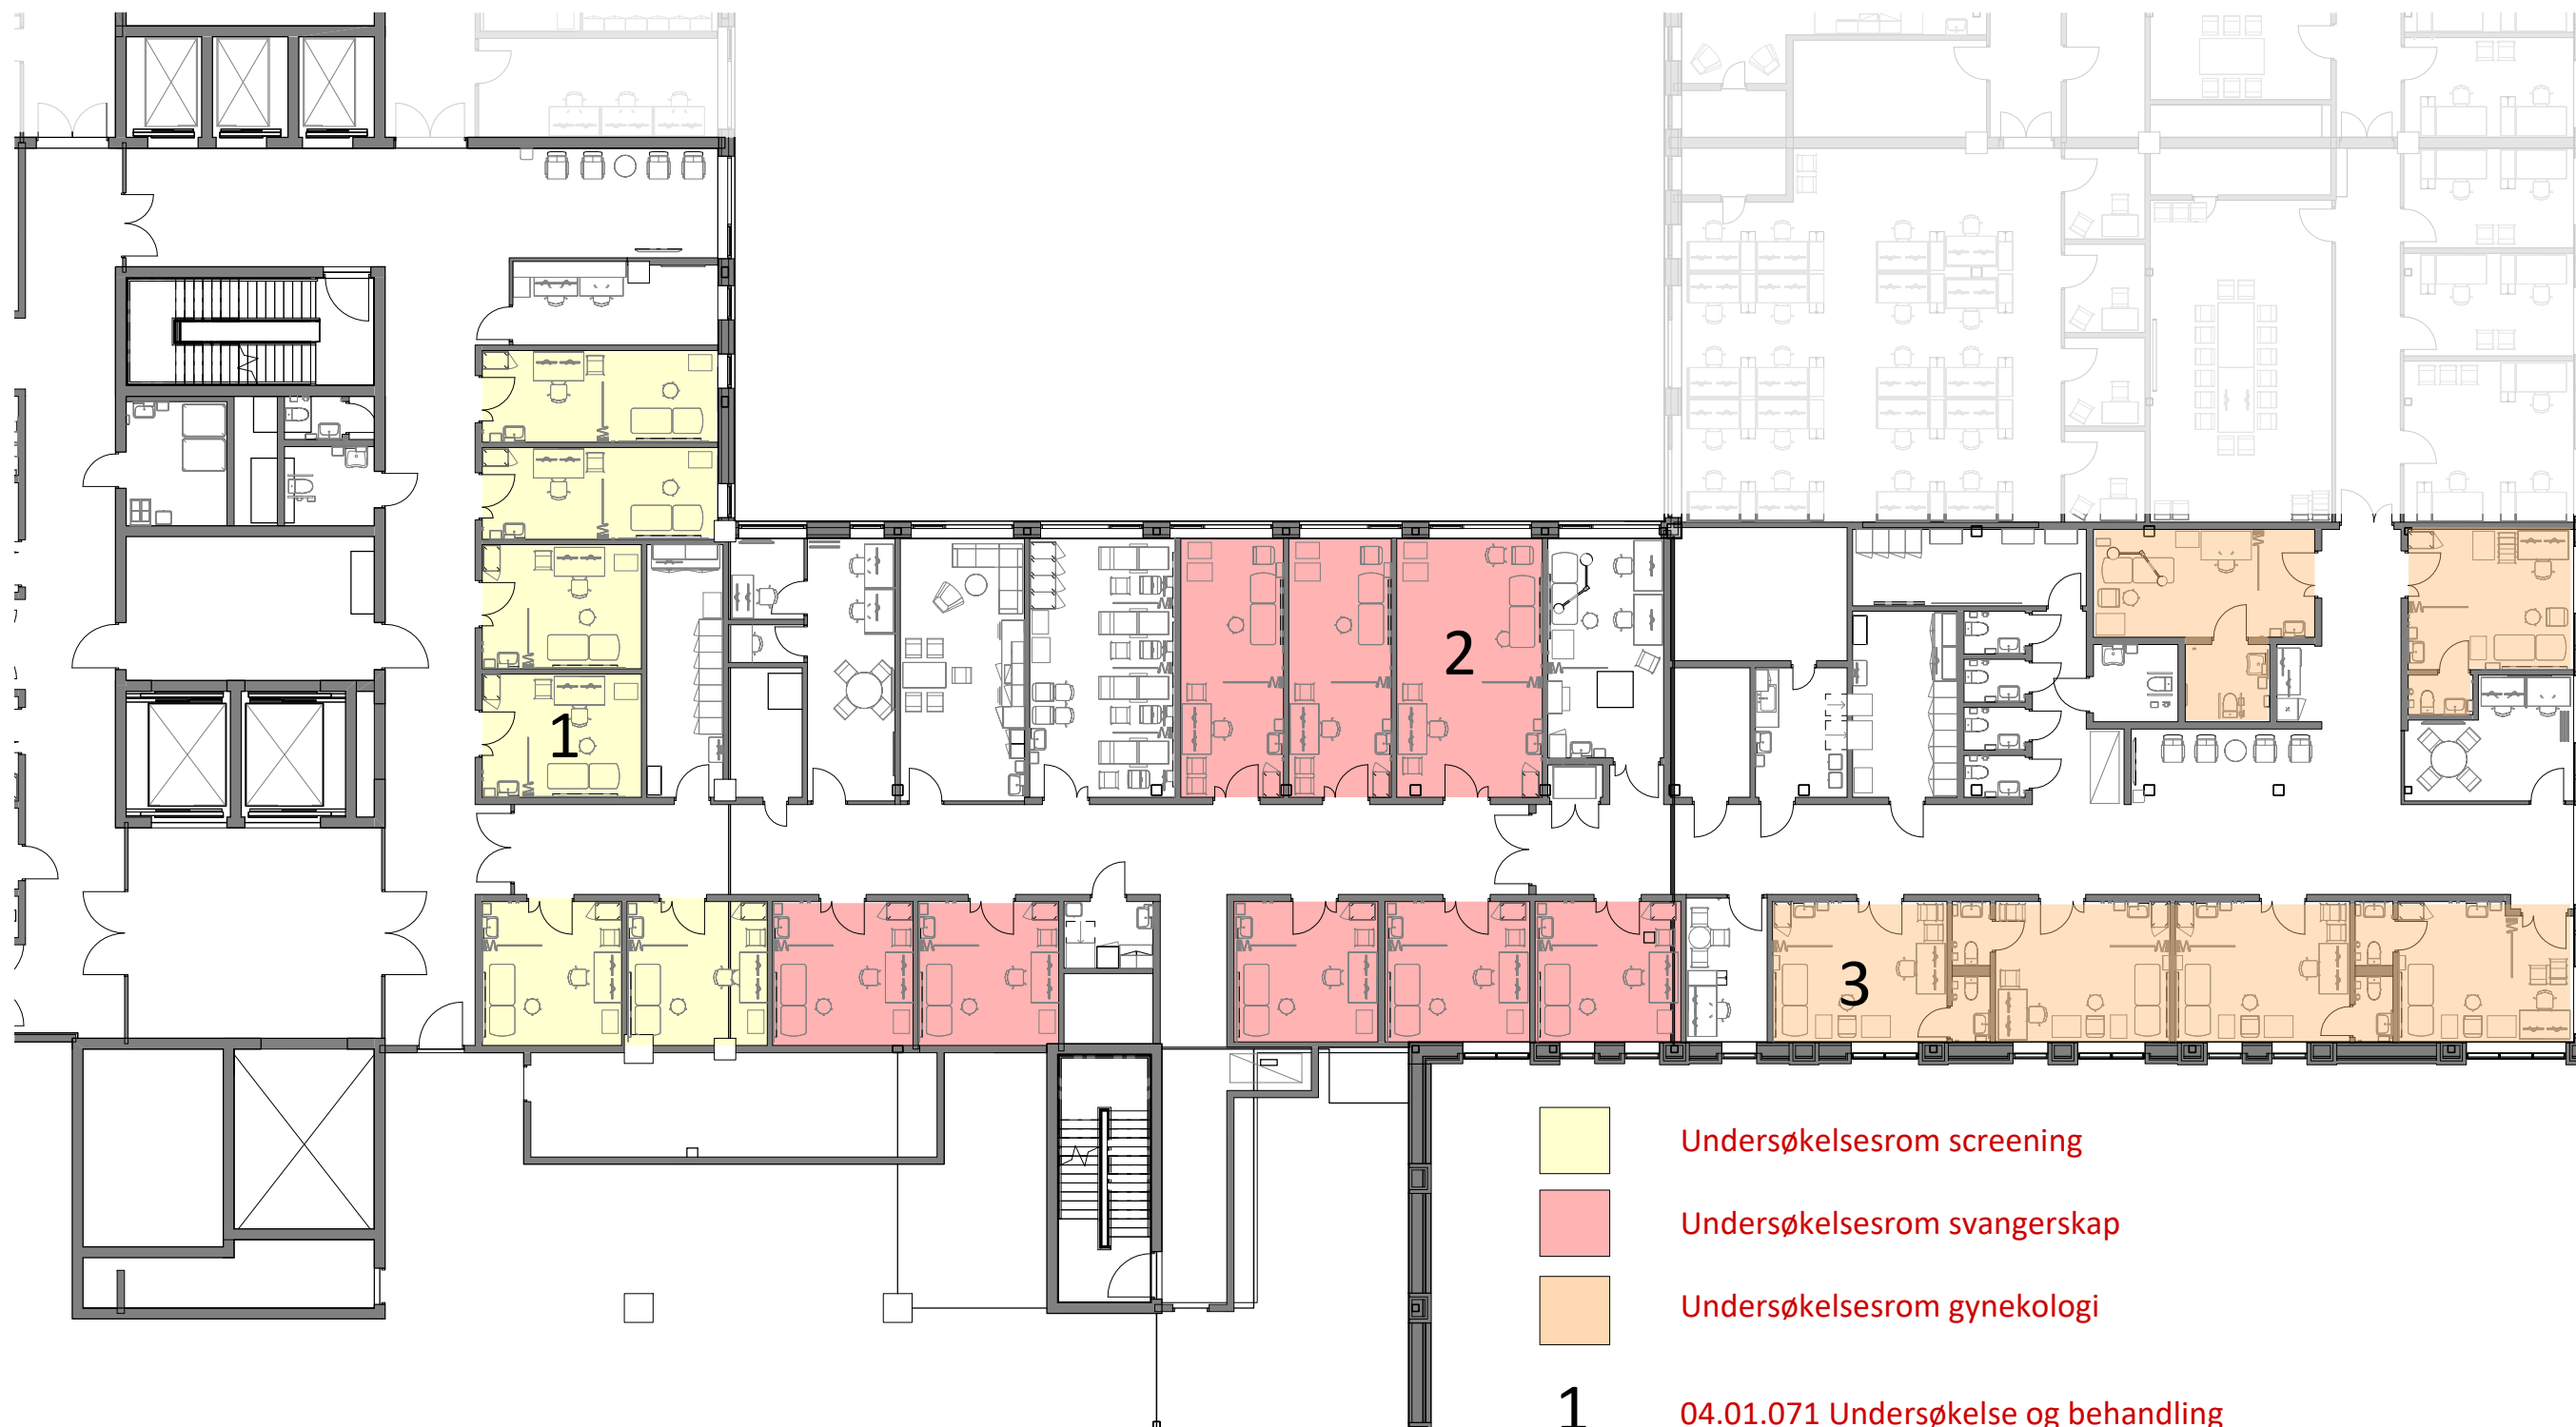 2
1
3
Undersøkelsesrom screening
Undersøkelsesrom svangerskap
Undersøkelsesrom gynekologi
1 04.01.071 Undersøkelse og behandling